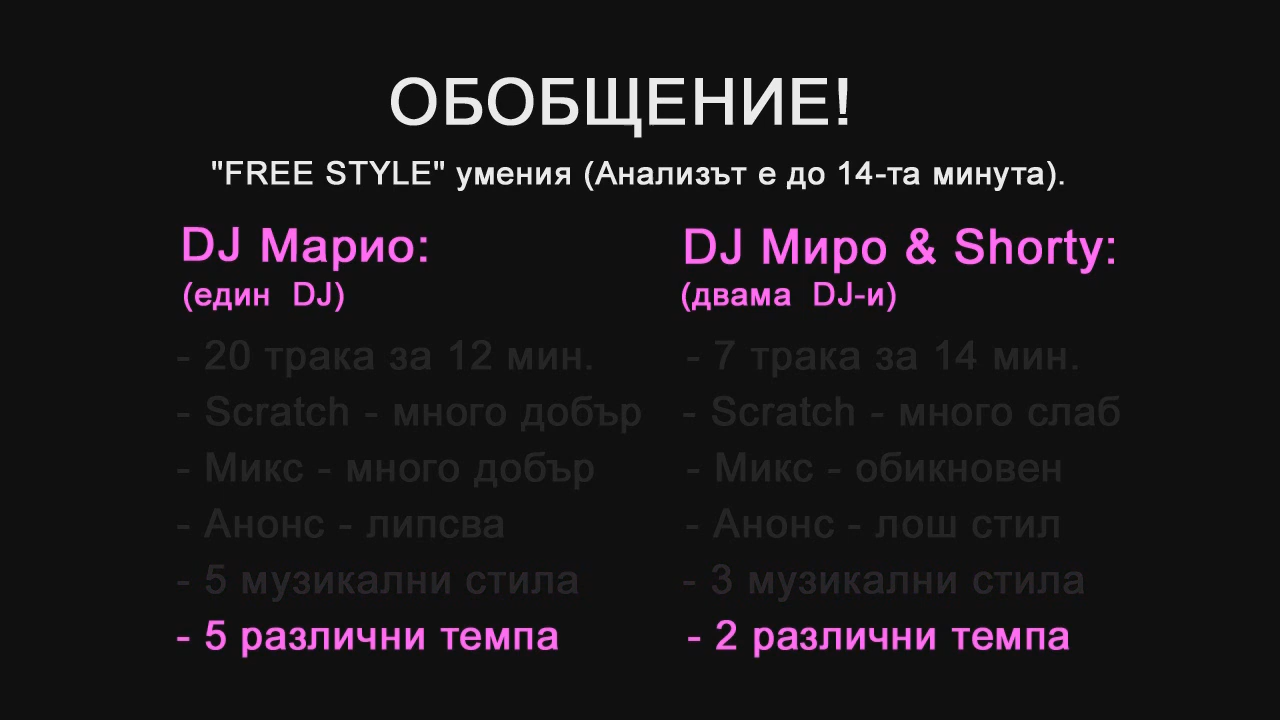 ОБОБЩЕНИЕ!
"FREE STYLE" умения (Анализът е до 14-та минута).
DJ Марио:
(един DJ)
- 20 трака за 12 мин.
- Scratch - много добър
- Микс - много добър
- Анонс - липсва
- 5 музикални стила
- 5 различни темпа
DJ Миро & Shorty:
(двама DJ-и)
- 7 трака за 14 мин.
- Scratch - много слаб
- Микс - обикновен
- Анонс - лош стил
- 3 музикални стила
- 2 различни темпа